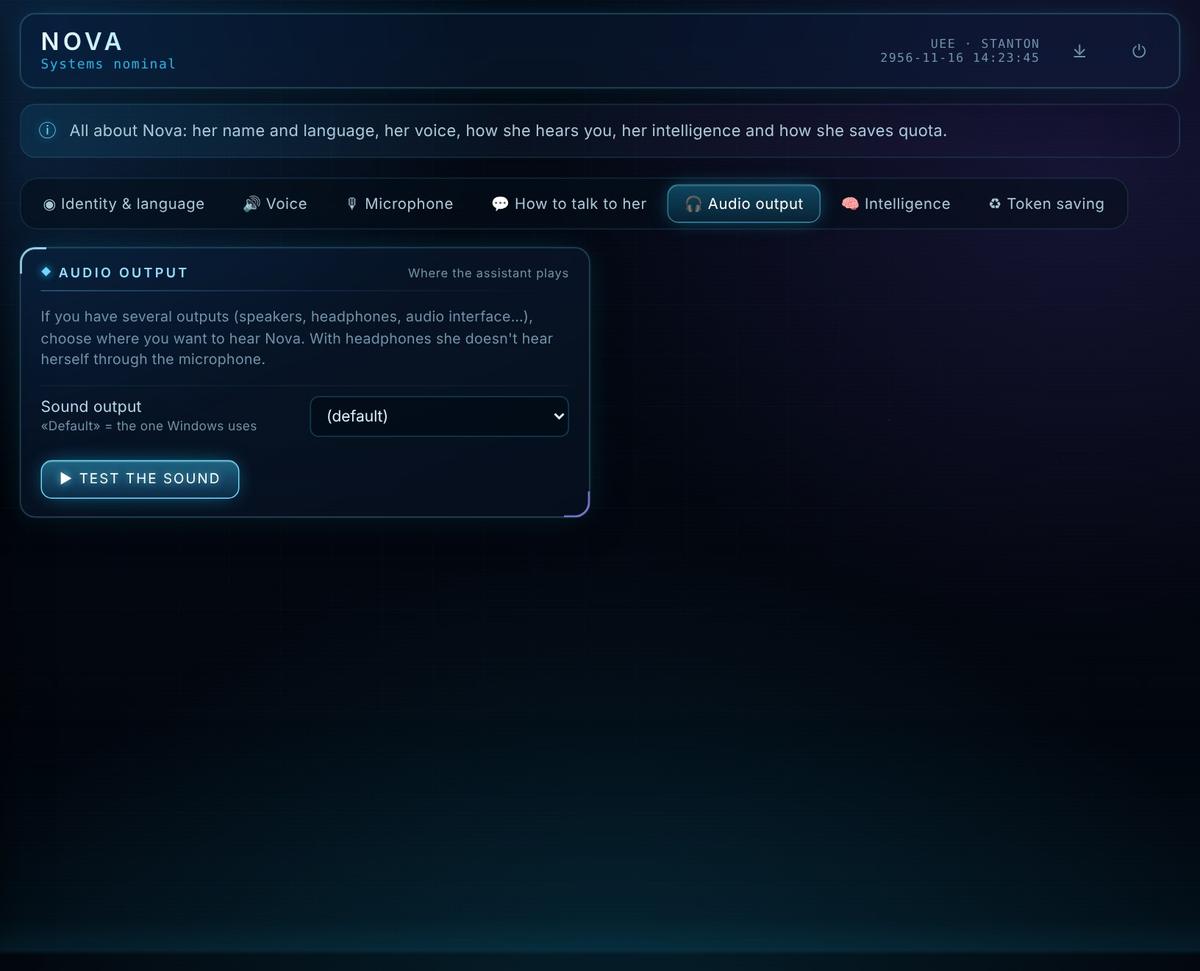 NOVA
Systems nominal
UEE · STANTON
2956-11-16 14:23:45
All about Nova: her name and language, her voice, how she hears you, her intelligence and how she saves quota.
Identity & language
Voice
Microphone
How to talk to her
Audio output
Intelligence
Token saving
AUDIO OUTPUT
Where the assistant plays
If you have several outputs (speakers, headphones, audio interface...),
choose where you want to hear Nova. With headphones she doesn't hear
herself through the microphone.
Sound output
«Default» = the one Windows uses
(default)
TEST THE SOUND